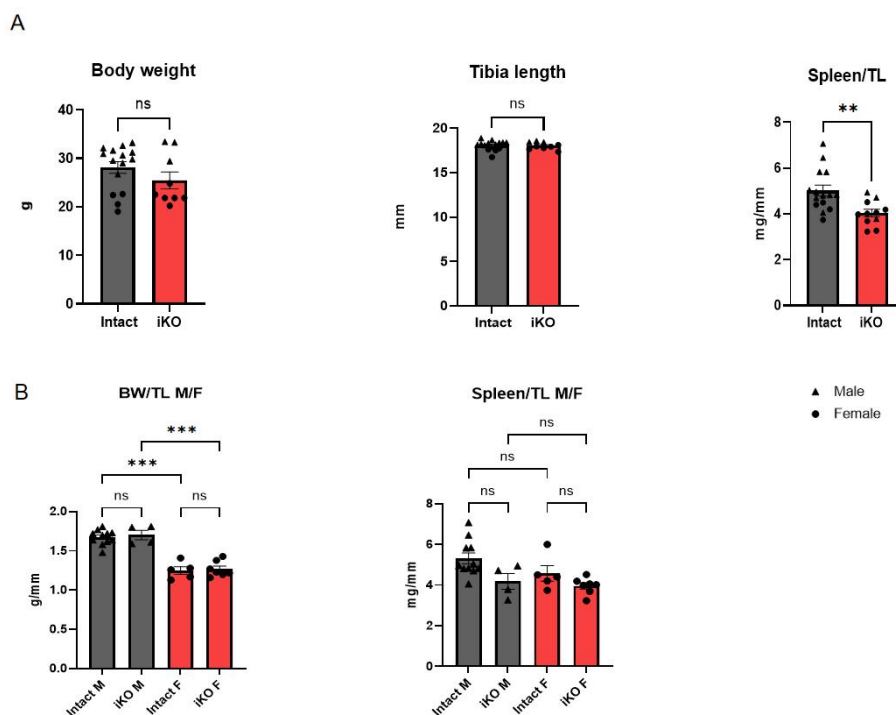 A
Body weight
ns
40
30
20
10
0
g
Intact
iKO
Tibia length
ns
20
15
10
5
0
mm
Intact
iKO
Spleen/TL
**
8
6
4
2
0
mg/mm
Intact
iKO
B
BW/TL M/F
***
***
ns
ns
2.0
1.5
1.0
0.5
0.0
g/mm
Intact M
iKO M
Intact F
iKO F
Spleen/TL M/F
ns
ns
ns
ns
8
6
4
2
0
mg/mm
Intact M
iKO M
Intact F
iKO F
Male
Female